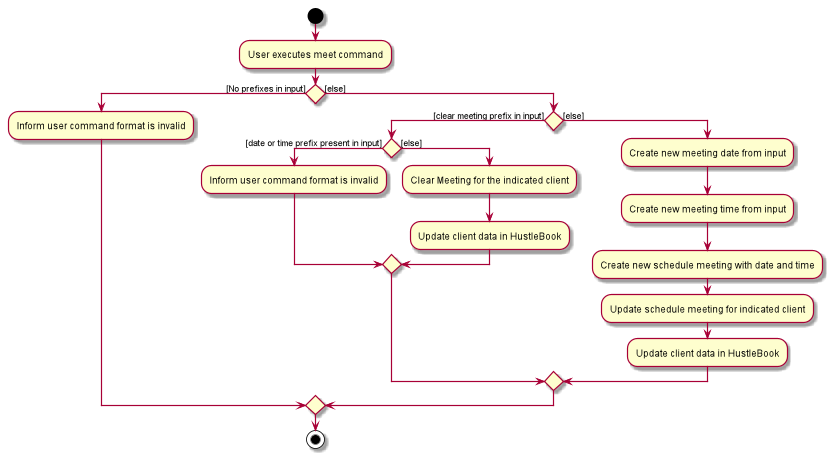 User executes meet command
[No prefixes in input]
[else]
Inform user command format is invalid
[clear meeting prefix in input]
[else]
[date or time prefix present in input]
[else]
Inform user command format is invalid
Clear Meeting for the indicated client
Update client data in HustleBook
Create new meeting date from input
Create new meeting time from input
Create new schedule meeting with date and time
Update schedule meeting for indicated client
Update client data in HustleBook